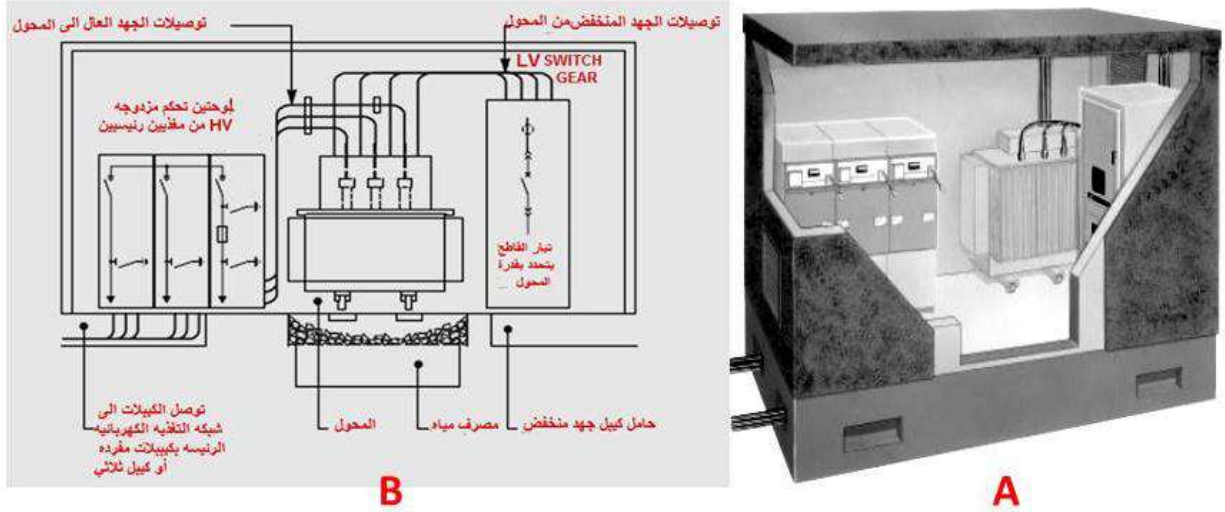 توصيلات الجهد العال الى المحول
توصيلات الجهد المنخفض من المحول
LV SWITCH
GEAR
لوحتين تحكم مزدوجه
HV من مغذيين رئيسيين
تيار القاطع
يتحدد بقدرة
المحول
توصل الكيبلات الى
شبكه التغذيه الكهربائيه
الرئيسه بكيبيلات مفرده
أو كيبل ثلاثي
المحول
مصرف مياه
حامل كيبل جهد منخفض
B
A